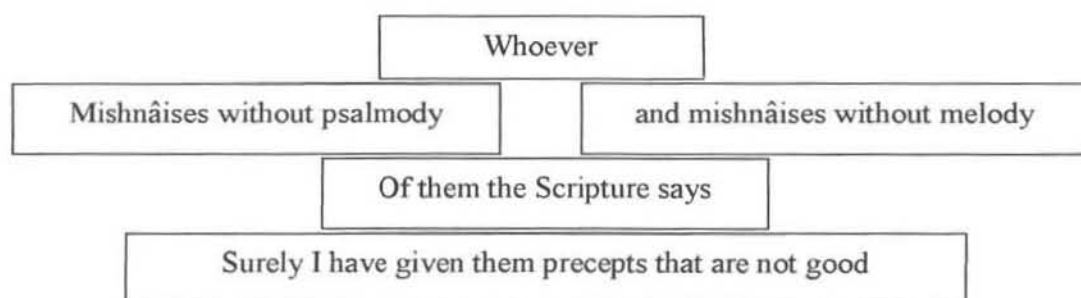 Whoever
Mishnâises without psalmody and mishnâises without melody
Of them the Scripture says
Surely I have given them precepts that are not good